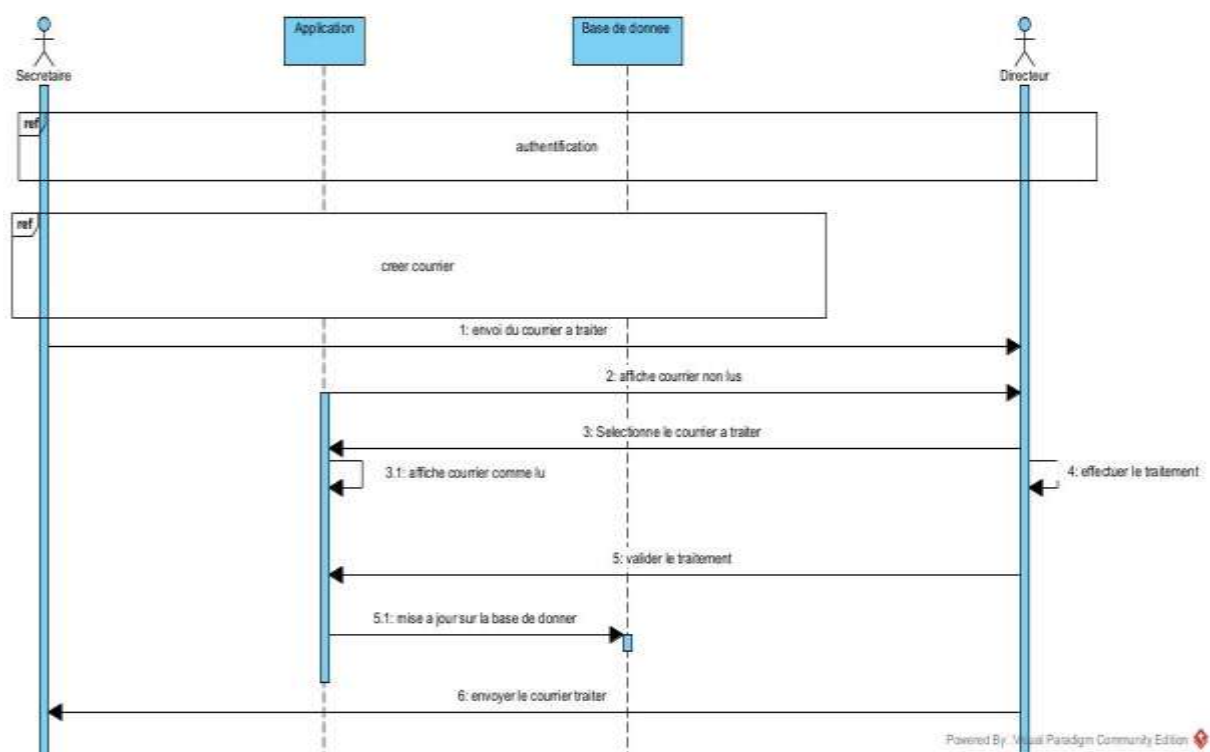 Application
Base de donnee
Secretaire
Directeur
ref
authentification
ref
creer courrier
1: envoi du courrier a traiter
2: affiche courrier non lus
3: Selectionne le courrier a traiter
3.1: affiche courrier comme lu
4: effectuer le traitement
5: valider le traitement
5.1: mise a jour sur la base de donner
6: envoyer le courrier traiter
Powered By Visual Paradigm Community Edition